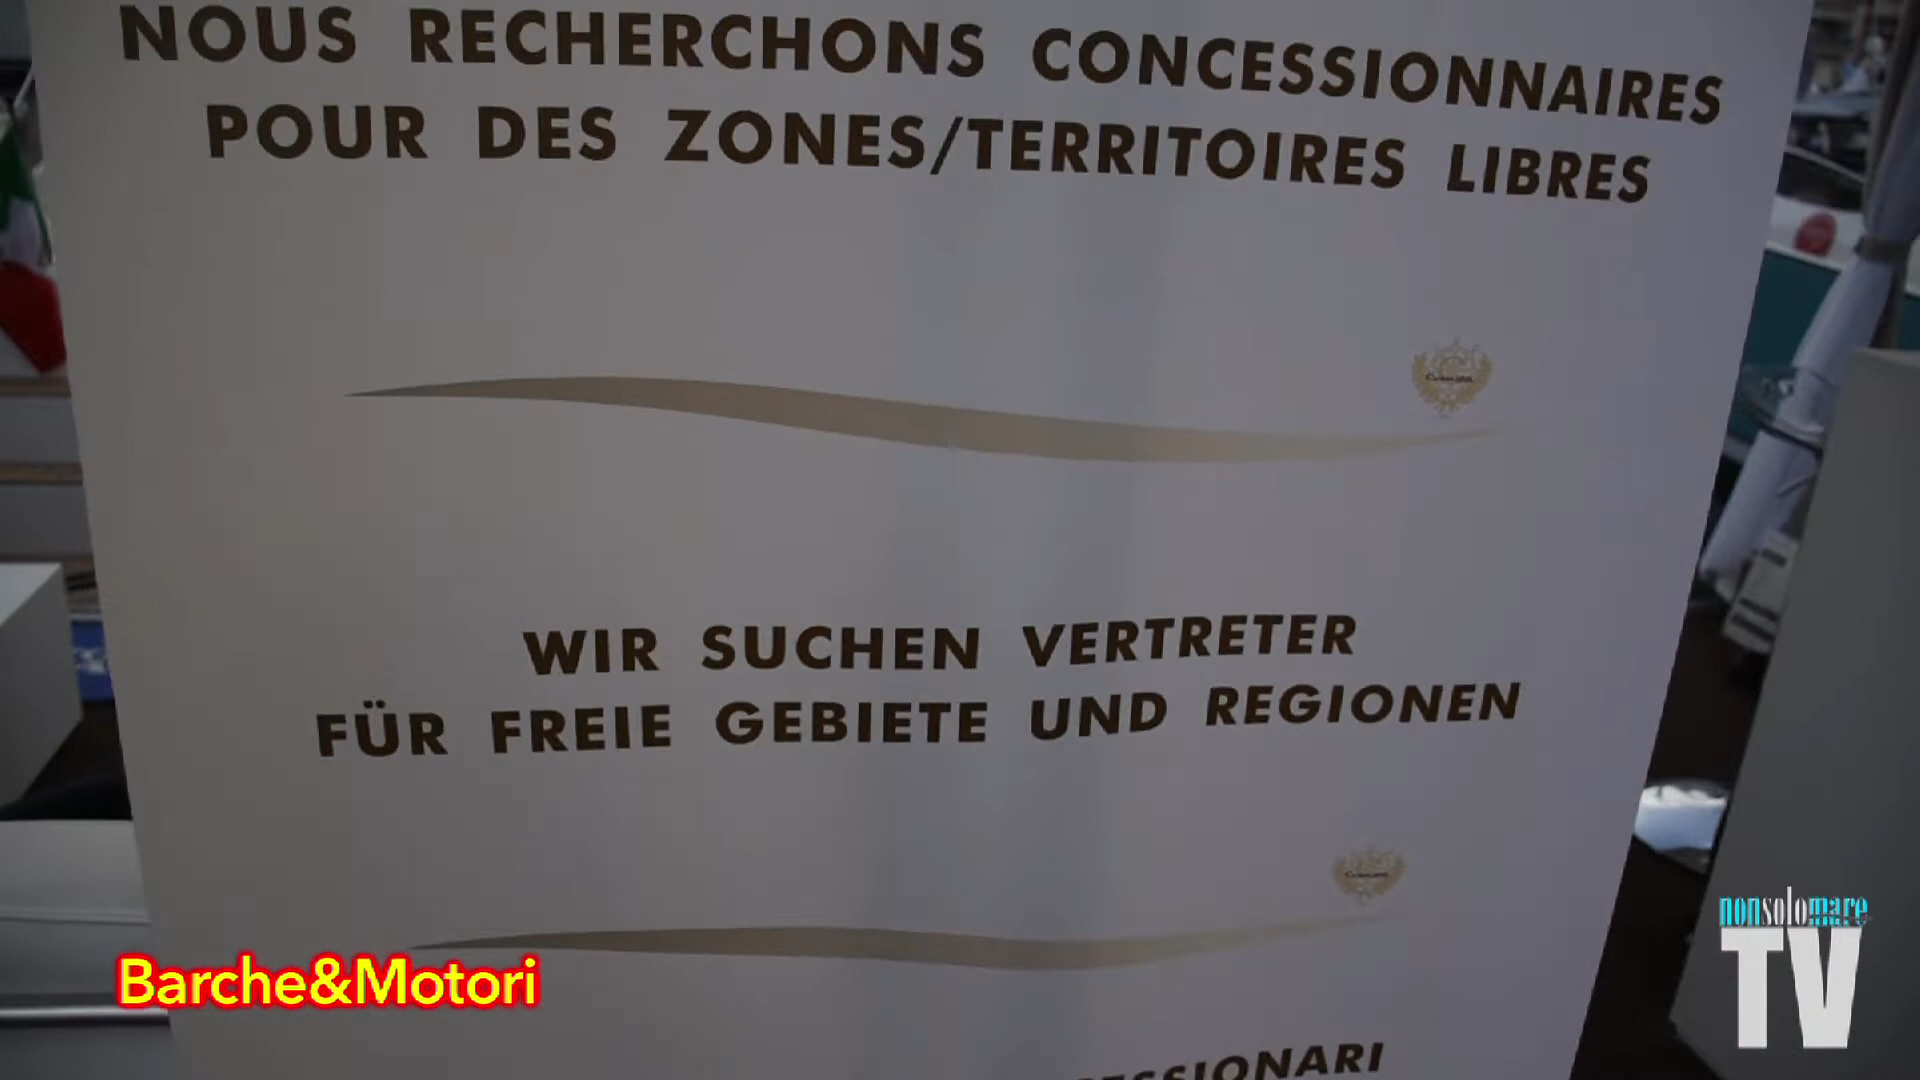 NOUS RECHERCHONS CONCESSIONNAIRES
POUR DES ZONES/TERRITOIRES LIBRES
WIR SUCHEN VERTRETER
FÜR FREIE GEBIETE UND REGIONEN
Barche&Motori
nonsolomare
TV